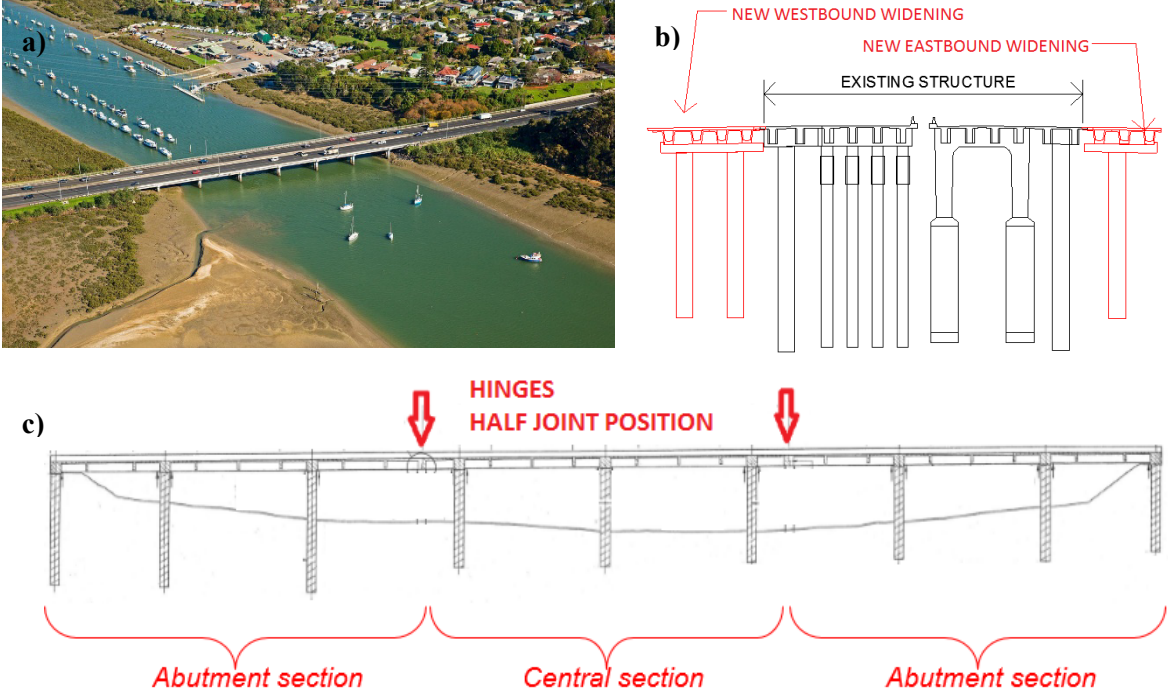 a)
b)
NEW WESTBOUND WIDENING
NEW EASTBOUND WIDENING
EXISTING STRUCTURE
c)
HINGES
HALF JOINT POSITION
Abutment section
Central section
Abutment section